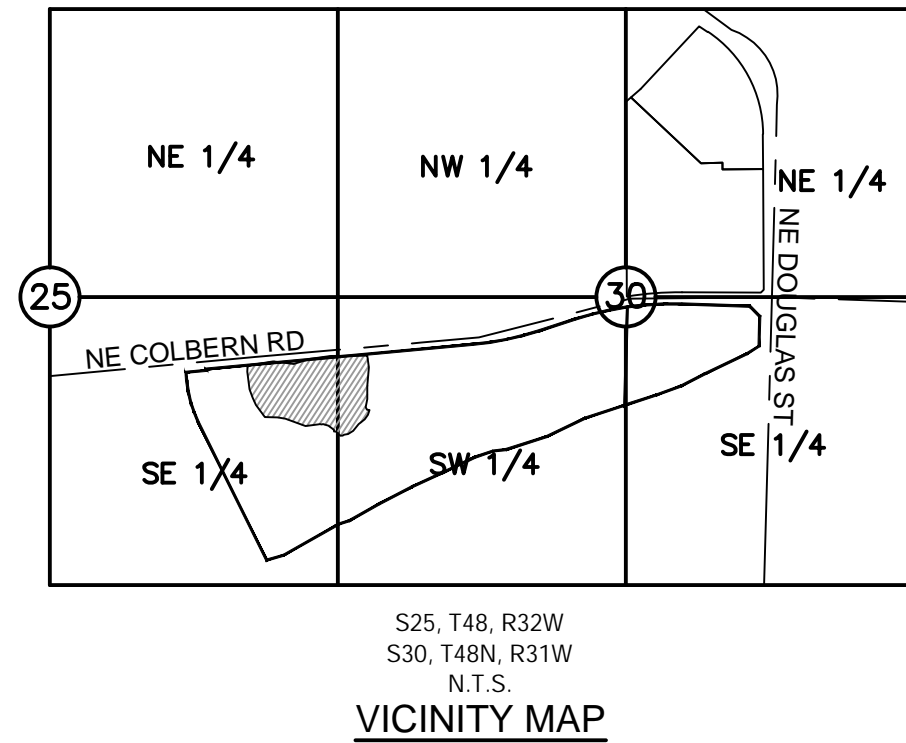 NE 1/4
NW 1/4
NE 1/4
25
30
NE COLBERN RD
NE DOUGLAS ST
SE 1/4
SW 1/4
SE 1/4
S25, T48, R32W
S30, T48N, R31W
N.T.S.
VICINITY MAP